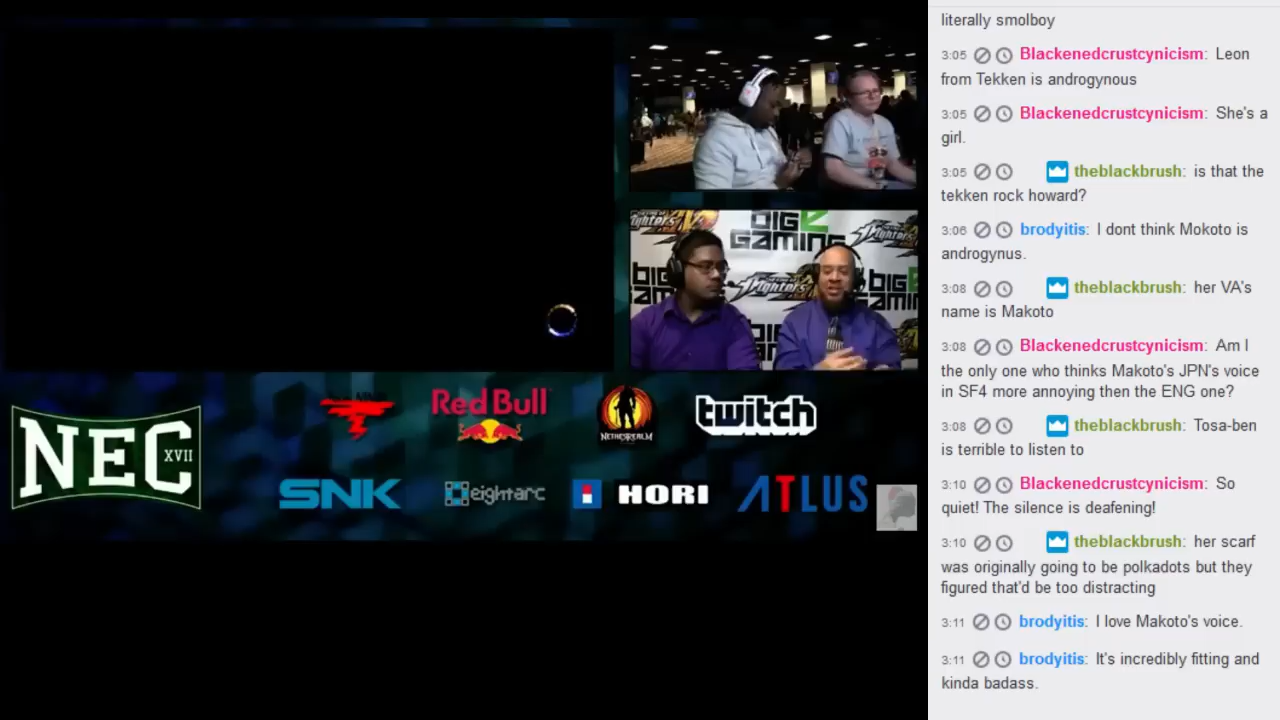 literally smolboy
3:05 Blackenedcrustcynicism: Leon
from Tekken is androgynous
3:05 Blackenedcrustcynicism: She's a
girl.
3:05 theblackbrush: is that the
tekken rock howard?
3:06 brodyitis: I dont think Mokoto is
androgynus.
3:08 theblackbrush: her VA's
name is Makoto
3:08 Blackenedcrustcynicism: Am I
the only one who thinks Makoto's JPN's voice
in SF4 more annoying then the ENG one?
3:08 theblackbrush: Tosa-ben
is terrible to listen to
3:10 Blackenedcrustcynicism: So
quiet! The silence is deafening!
3:10 theblackbrush: her scarf
was originally going to be polkadots but they
figured that'd be too distracting
3:11 brodyitis: I love Makoto's voice.
3:11 brodyitis: It's incredibly fitting and
kinda badass.
BIG E
GAMING
NEC XVII
Red Bull
NETHERREALM
twitch
SNK
eightarc
HORI
ATLUS